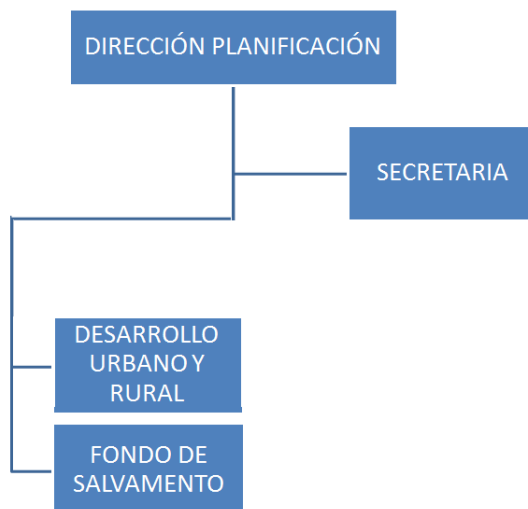 DIRECCIÓN PLANIFICACIÓN
SECRETARIA
DESARROLLO
URBANO Y
RURAL
FONDO DE
SALVAMENTO